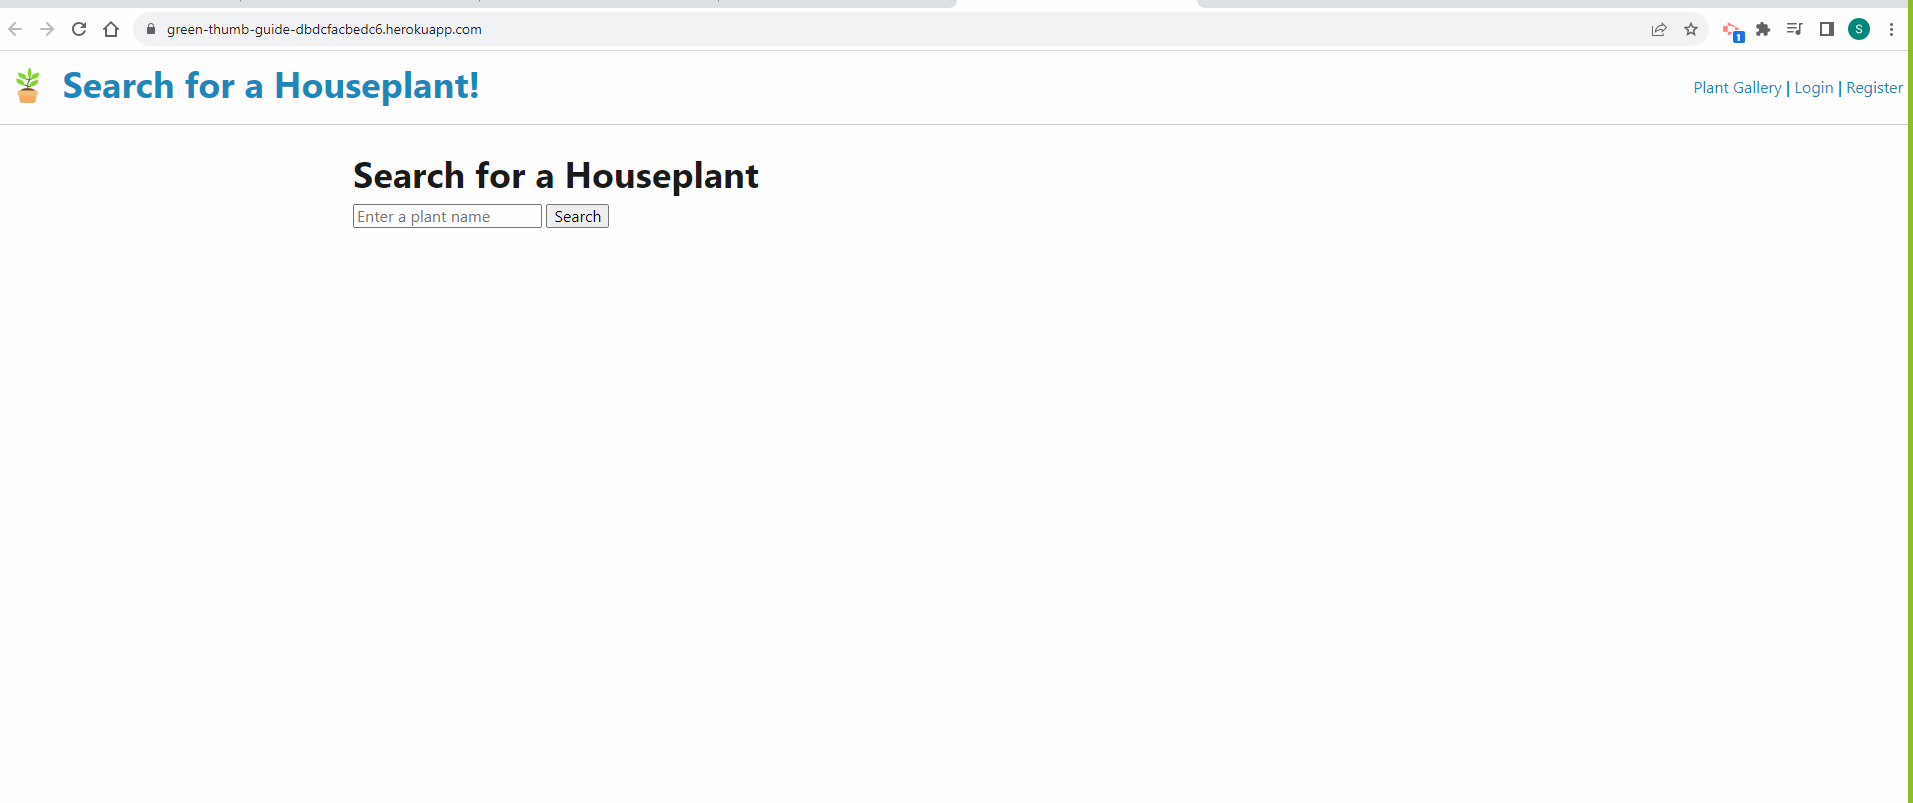 green-thumb-guide-dbdcfacbedc6.herokuapp.com
1
S
Search for a Houseplant!
Plant Gallery | Login | Register
Search for a Houseplant
Enter a plant name Search